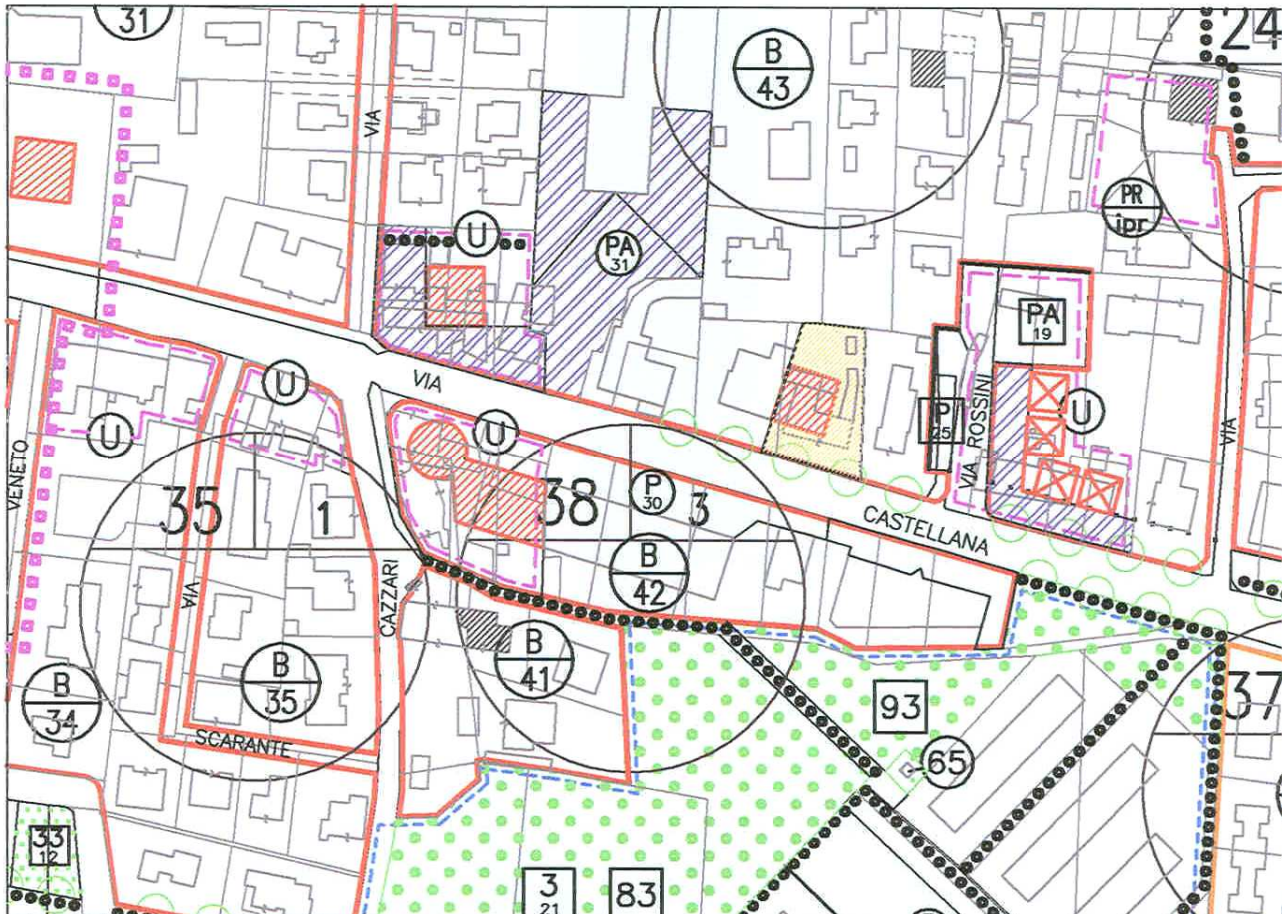 31
24
B
43
VIA
PR
ipr
U
PA
31
PA
19
VIA
U
P
25
VIA ROSSINI
U
VIA
U
U
VENETO
35
1
38
P
30
3
CASTELLANA
VIA
CAZZARI
B
42
B
41
B
35
B
34
SCARANTE
93
37
65
33
12
3
21
83